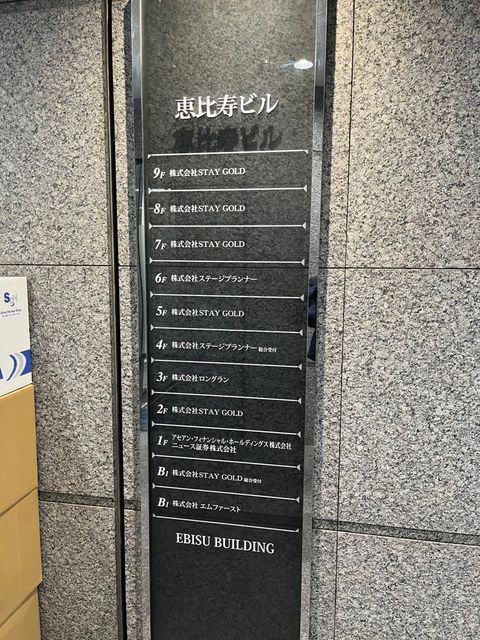 恵比寿ビル
9F 株式会社STAY GOLD
8F 株式会社STAY GOLD
7F 株式会社STAY GOLD
6F 株式会社ステージプランナー
5F 株式会社STAY GOLD
4F 株式会社ステージプランナー 総合受付
3F 株式会社ロングラン
2F 株式会社STAY GOLD
1F アセアン・フィナンシャル・ホールディングス株式会社
ニュース証券株式会社
B1 株式会社STAY GOLD 総合受付
B1 株式会社 エムファースト
EBISU BUILDING